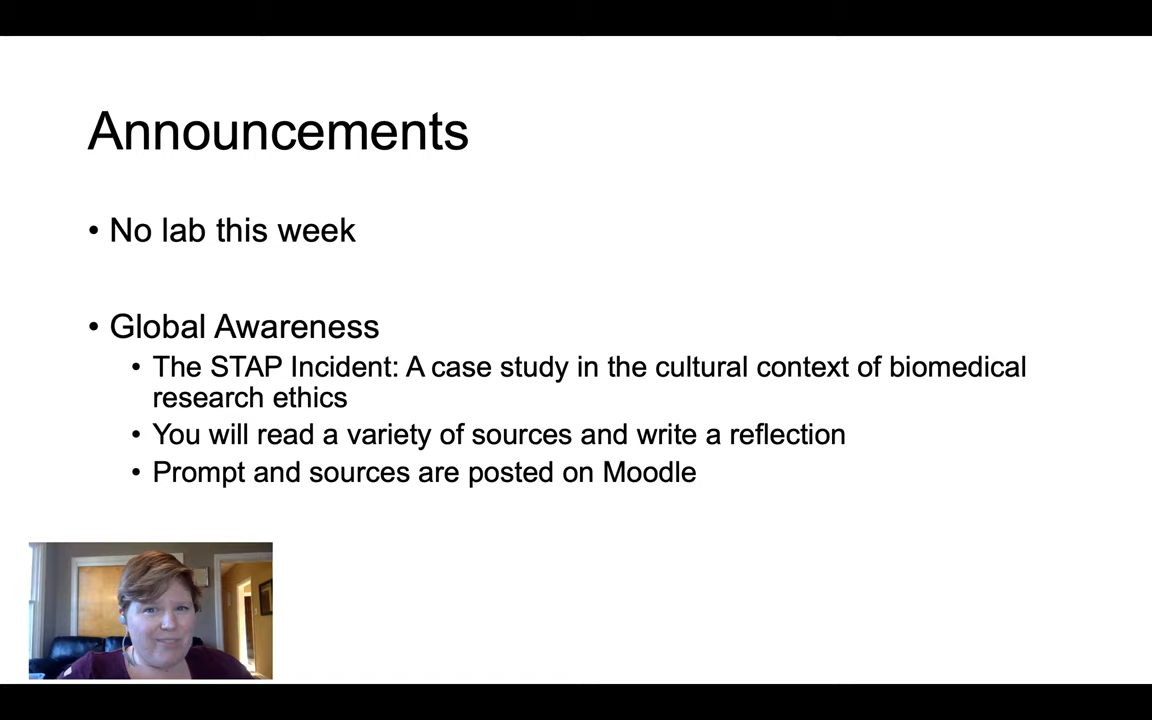 Announcements
• No lab this week
• Global Awareness
• The STAP Incident: A case study in the cultural context of biomedical
research ethics
• You will read a variety of sources and write a reflection
• Prompt and sources are posted on Moodle